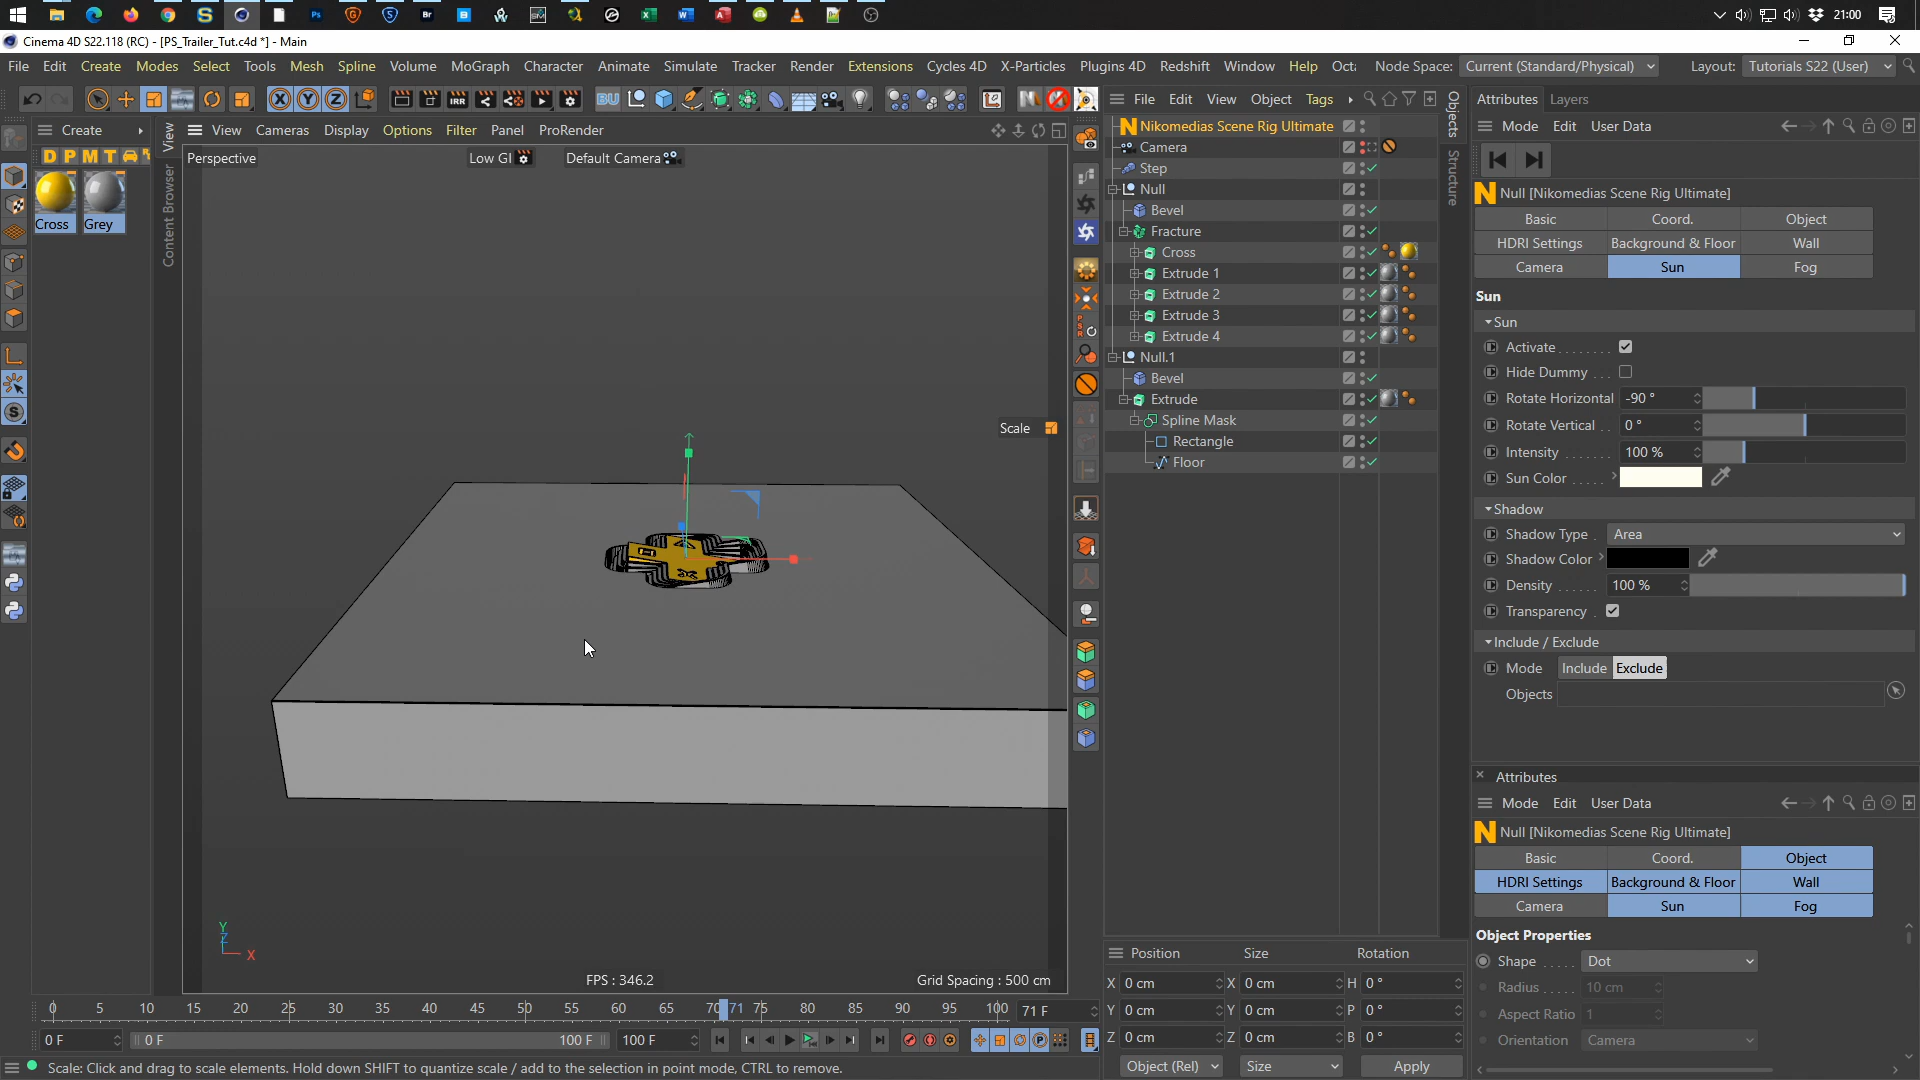 21:00
Cinema 4D S22.118 (RC) - [PS_Trailer_Tut.c4d *] - Main
File Edit Create Modes Select Tools Mesh Spline Volume MoGraph Character Animate Simulate Tracker Render Extensions Cycles 4D X-Particles Plugins 4D Redshift Window Help Octa Node Space: Current (Standard/Physical) Layout: Tutorials S22 (User)
File Edit View Object Tags
Attributes Layers
Create
View Cameras Display Options Filter Panel ProRender
Mode Edit User Data
Perspective Low GI Default Camera
Cross Grey
View
Content Browser
Objects
Structure
Nikomedias Scene Rig Ultimate
Camera
Step
Null
Bevel
Fracture
Cross
Extrude 1
Extrude 2
Extrude 3
Extrude 4
Null.1
Bevel
Extrude
Spline Mask
Rectangle
Floor
Scale
Null [Nikomedias Scene Rig Ultimate]
Basic Coord. Object
HDRI Settings Background & Floor Wall
Camera Sun Fog
Sun
Sun
Activate
Hide Dummy
Rotate Horizontal -90 °
Rotate Vertical 0 °
Intensity 100 %
Sun Color
Shadow
Shadow Type Area
Shadow Color
Density 100 %
Transparency
Include / Exclude
Mode Include Exclude
Objects
Attributes
Mode Edit User Data
Null [Nikomedias Scene Rig Ultimate]
Basic Coord. Object
HDRI Settings Background & Floor Wall
Camera Sun Fog
Object Properties
Shape Dot
Radius 10 cm
Aspect Ratio 1
Orientation Camera
Y
Z
X
FPS : 346.2 Grid Spacing : 500 cm
Position Size Rotation
X 0 cm X 0 cm H 0 °
Y 0 cm Y 0 cm P 0 °
Z 0 cm Z 0 cm B 0 °
Object (Rel) Size Apply
0 5 10 15 20 25 30 35 40 45 50 55 60 65 70 71 75 80 85 90 95 100 71 F
0 F 0 F 100 F 100 F
Scale: Click and drag to scale elements. Hold down SHIFT to quantize scale / add to the selection in point mode, CTRL to remove.